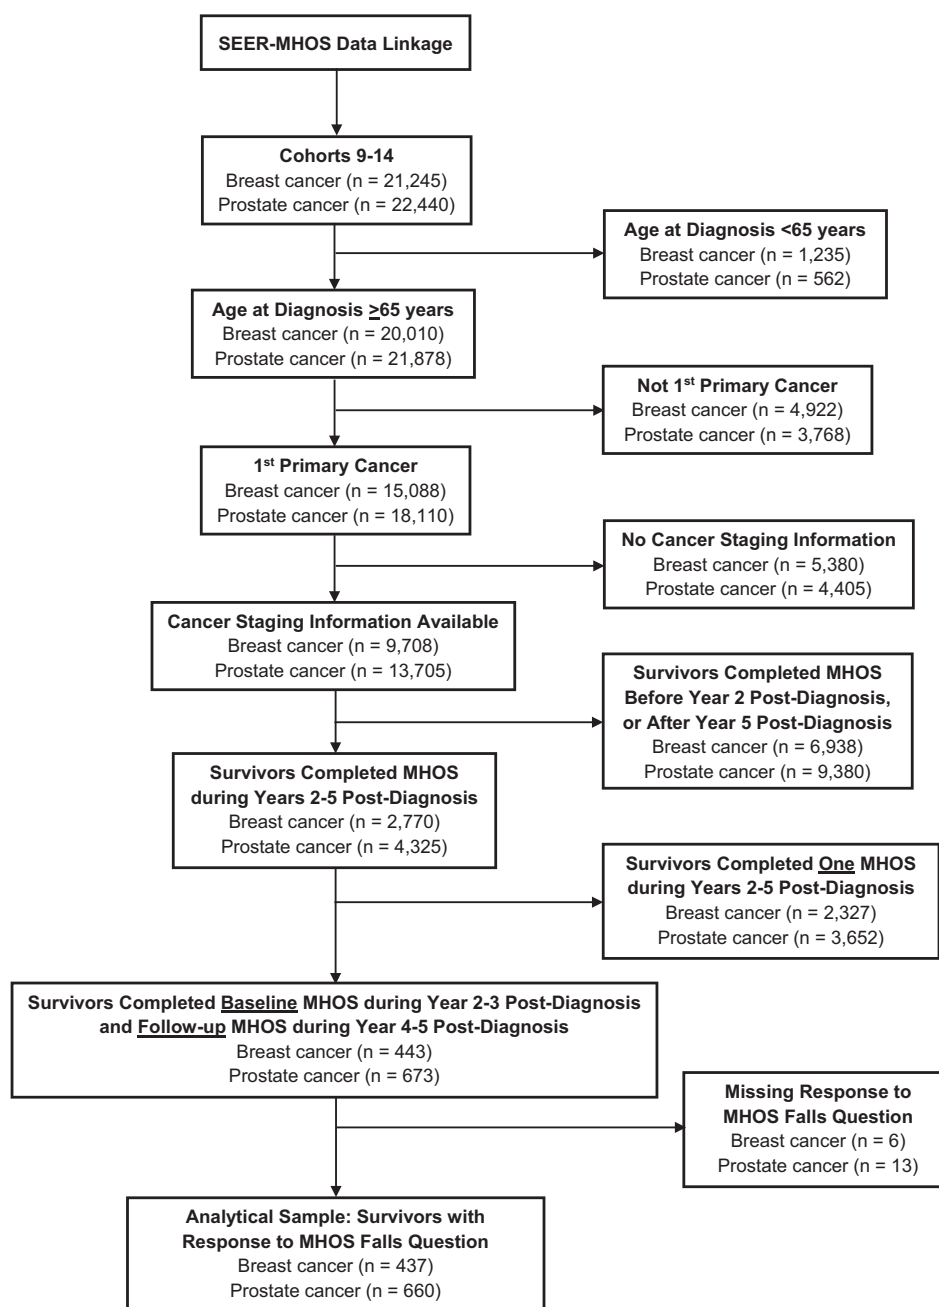 SEER-MHOS Data Linkage
Cohorts 9-14
Breast cancer (n = 21,245)
Prostate cancer (n = 22,440)
Age at Diagnosis <65 years
Breast cancer (n = 1,235)
Prostate cancer (n = 562)
Age at Diagnosis ≥65 years
Breast cancer (n = 20,010)
Prostate cancer (n = 21,878)
Not 1st Primary Cancer
Breast cancer (n = 4,922)
Prostate cancer (n = 3,768)
1st Primary Cancer
Breast cancer (n = 15,088)
Prostate cancer (n = 18,110)
No Cancer Staging Information
Breast cancer (n = 5,380)
Prostate cancer (n = 4,405)
Cancer Staging Information Available
Breast cancer (n = 9,708)
Prostate cancer (n = 13,705)
Survivors Completed MHOS
Before Year 2 Post-Diagnosis,
or After Year 5 Post-Diagnosis
Breast cancer (n = 6,938)
Prostate cancer (n = 9,380)
Survivors Completed MHOS
during Years 2-5 Post-Diagnosis
Breast cancer (n = 2,770)
Prostate cancer (n = 4,325)
Survivors Completed One MHOS
during Years 2-5 Post-Diagnosis
Breast cancer (n = 2,327)
Prostate cancer (n = 3,652)
Survivors Completed Baseline MHOS during Year 2-3 Post-Diagnosis
and Follow-up MHOS during Year 4-5 Post-Diagnosis
Breast cancer (n = 443)
Prostate cancer (n = 673)
Missing Response to
MHOS Falls Question
Breast cancer (n = 6)
Prostate cancer (n = 13)
Analytical Sample: Survivors with
Response to MHOS Falls Question
Breast cancer (n = 437)
Prostate cancer (n = 660)